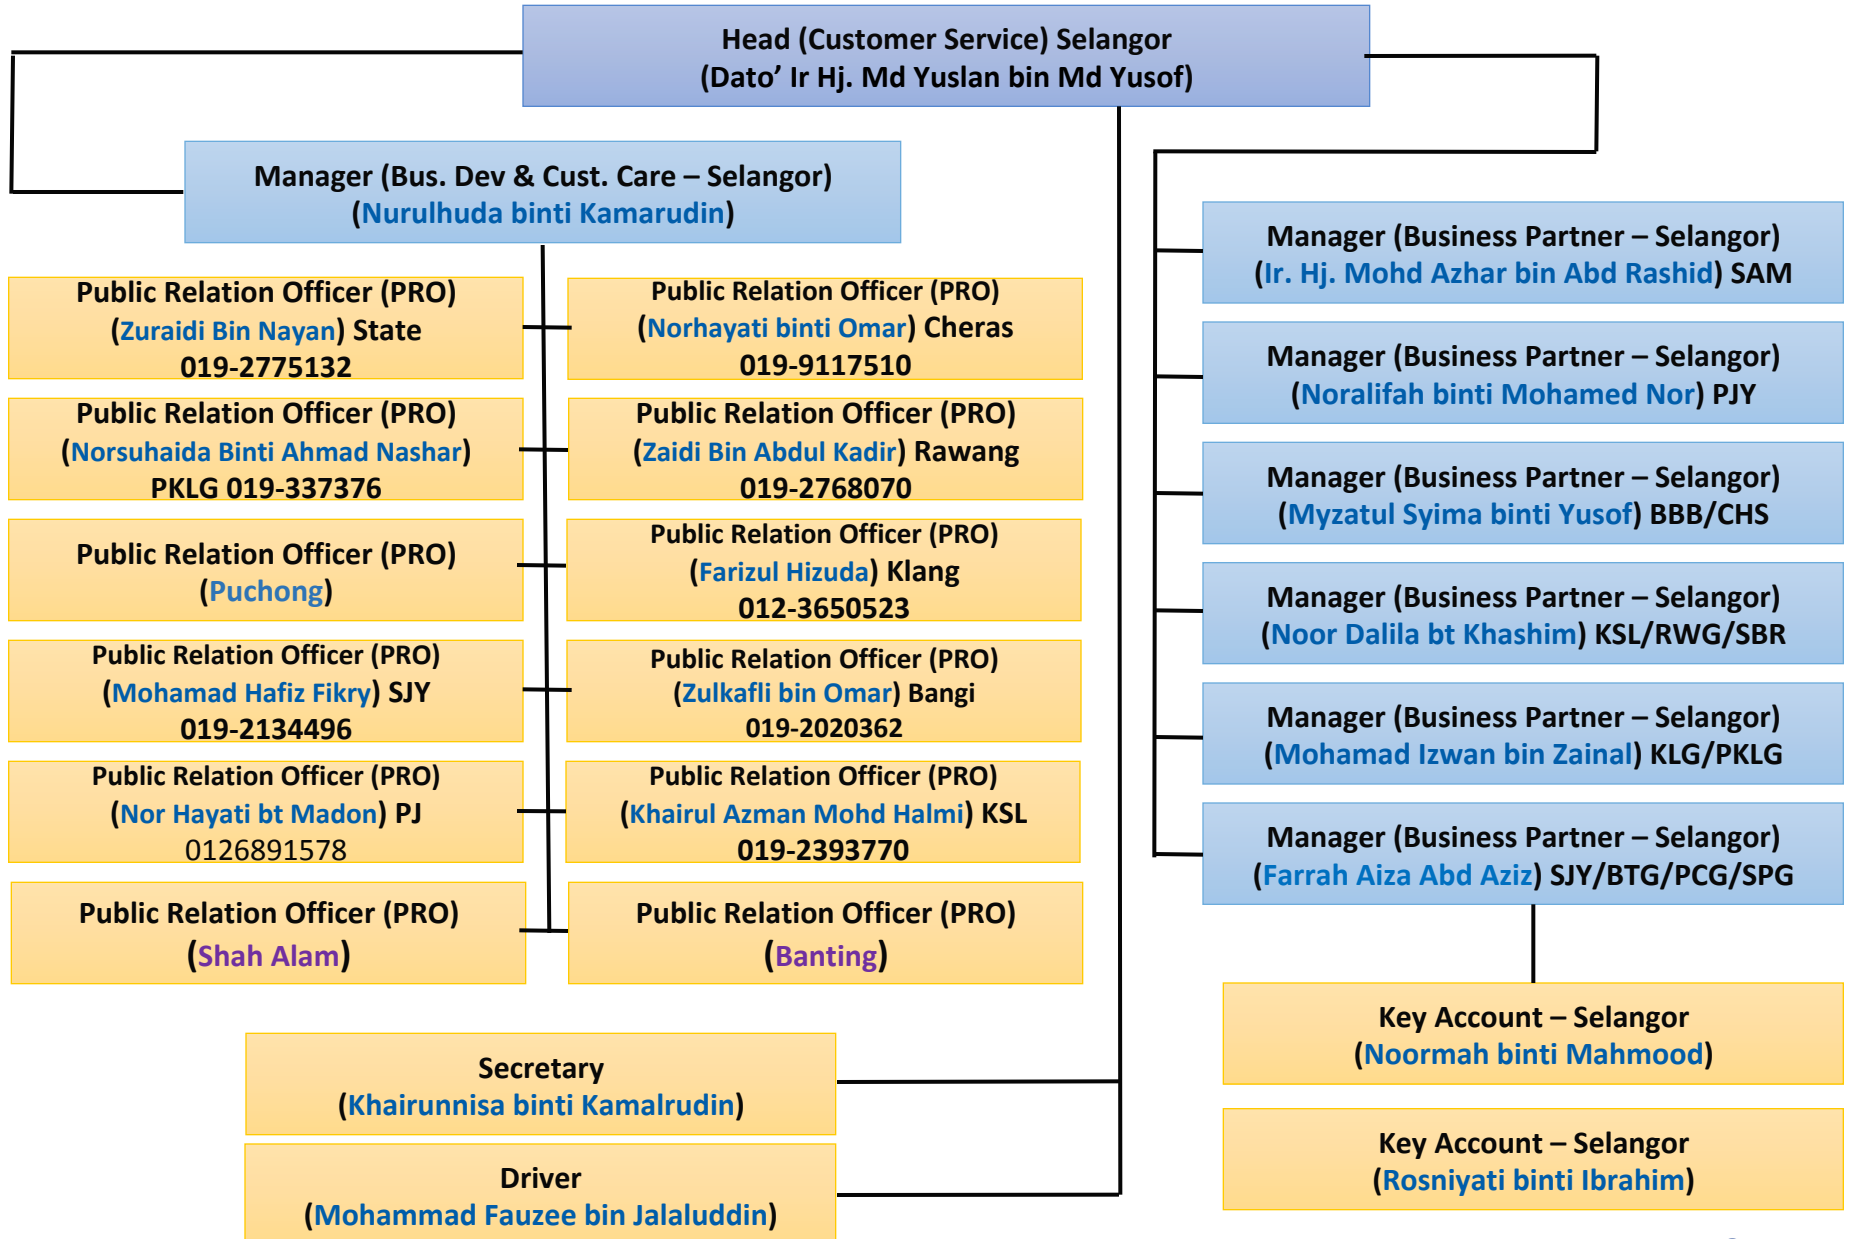 Head (Customer Service) Selangor
(Dato’ Ir Hj. Md Yuslan bin Md Yusof)
Manager (Bus. Dev & Cust. Care – Selangor)
(Nurulhuda binti Kamarudin)
Public Relation Officer (PRO)
(Zuraidi Bin Nayan) State
019-2775132
Public Relation Officer (PRO)
(Norhayati binti Omar) Cheras
019-9117510
Public Relation Officer (PRO)
(Norsuhaida Binti Ahmad Nashar)
PKLG 019-337376
Public Relation Officer (PRO)
(Zaidi Bin Abdul Kadir) Rawang
019-2768070
Public Relation Officer (PRO)
(Puchong)
Public Relation Officer (PRO)
(Farizul Hizuda) Klang
012-3650523
Public Relation Officer (PRO)
(Mohamad Hafiz Fikry) SJY
019-2134496
Public Relation Officer (PRO)
(Zulkafli bin Omar) Bangi
019-2020362
Public Relation Officer (PRO)
(Nor Hayati bt Madon) PJ
0126891578
Public Relation Officer (PRO)
(Khairul Azman Mohd Halmi) KSL
019-2393770
Public Relation Officer (PRO)
(Shah Alam)
Public Relation Officer (PRO)
(Banting)
Secretary
(Khairunnisa binti Kamalrudin)
Driver
(Mohammad Fauzee bin Jalaluddin)
Manager (Business Partner – Selangor)
(Ir. Hj. Mohd Azhar bin Abd Rashid) SAM
Manager (Business Partner – Selangor)
(Noralifah binti Mohamed Nor) PJY
Manager (Business Partner – Selangor)
(Myzatul Syima binti Yusof) BBB/CHS
Manager (Business Partner – Selangor)
(Noor Dalila bt Khashim) KSL/RWG/SBR
Manager (Business Partner – Selangor)
(Mohamad Izwan bin Zainal) KLG/PKLG
Manager (Business Partner – Selangor)
(Farrah Aiza Abd Aziz) SJY/BTG/PCG/SPG
Key Account – Selangor
(Noormah binti Mahmood)
Key Account – Selangor
(Rosniyati binti Ibrahim)